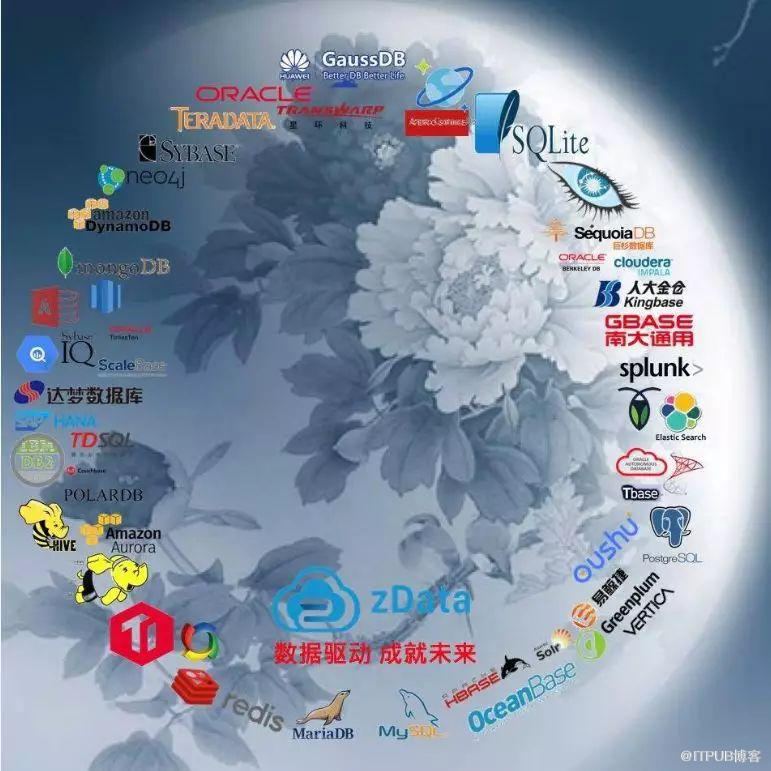 GaussDB
HUAWEI
Better DB Better Life
ORACLE
TERADATA
TRANSWARP
星 环 科 技
SQLite
SYBASE
neo4j
amazon
DynamoDB
SequoiaDB
巨杉数据库
mongoDB
ORACLE
BERKELEY DB
cloudera
IMPALA
人大金仓
Kingbase
ORACLE
TimesTen
GBASE
南大通用
Sybase
IQ
ScaleBase
splunk>
达梦数据库
SAP HANA
Elastic Search
TDSQL
IBM
DB2
ORACLE
AUTONOMOUS
DATABASE
POLARDB
Tbase
HIVE
Amazon
Aurora
PostgreSQL
oushu
易鲸捷
Greenplum
VERTICA
zData
数据驱动 成就未来
Solr
APACHE
HBASE
OceanBase
redis
MariaDB
MySQL
@ITPUB博客